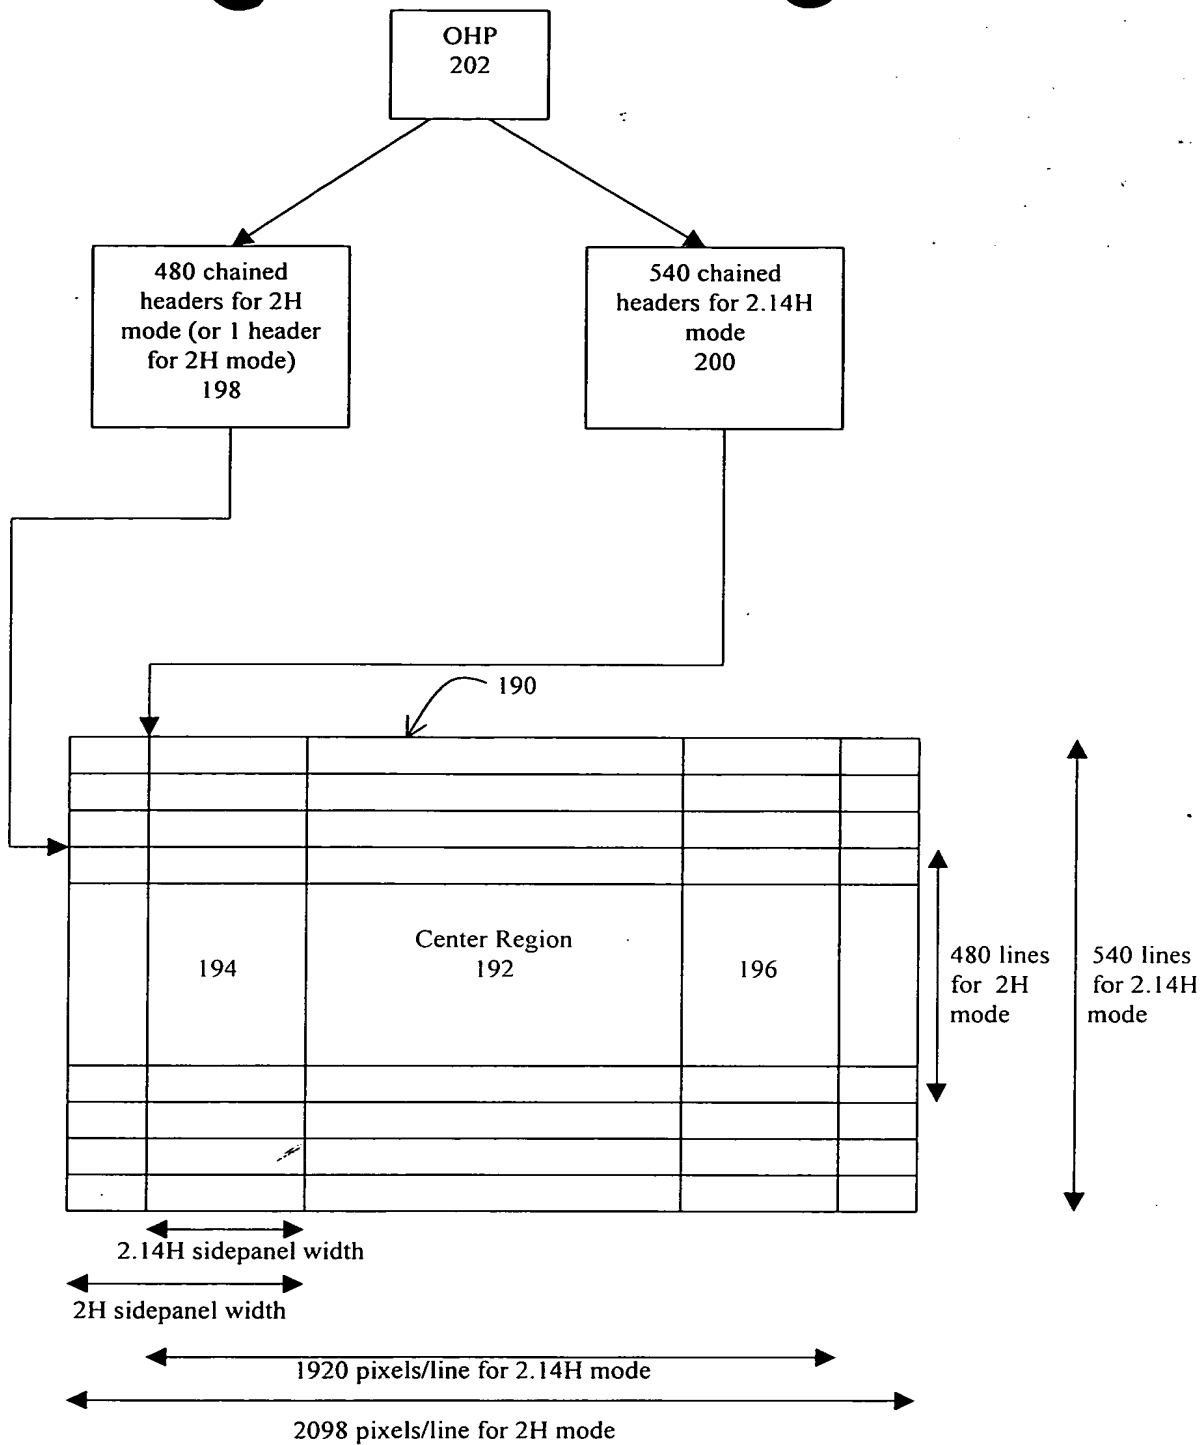 OHP
202
480 chained
headers for 2H
mode (or 1 header
for 2H mode)
198
540 chained
headers for 2.14H
mode
200
190
Center Region
194
192
196
480 lines
for 2H
mode
540 lines
for 2.14H
mode
2.14H sidepanel width
2H sidepanel width
1920 pixels/line for 2.14H mode
2098 pixels/line for 2H mode